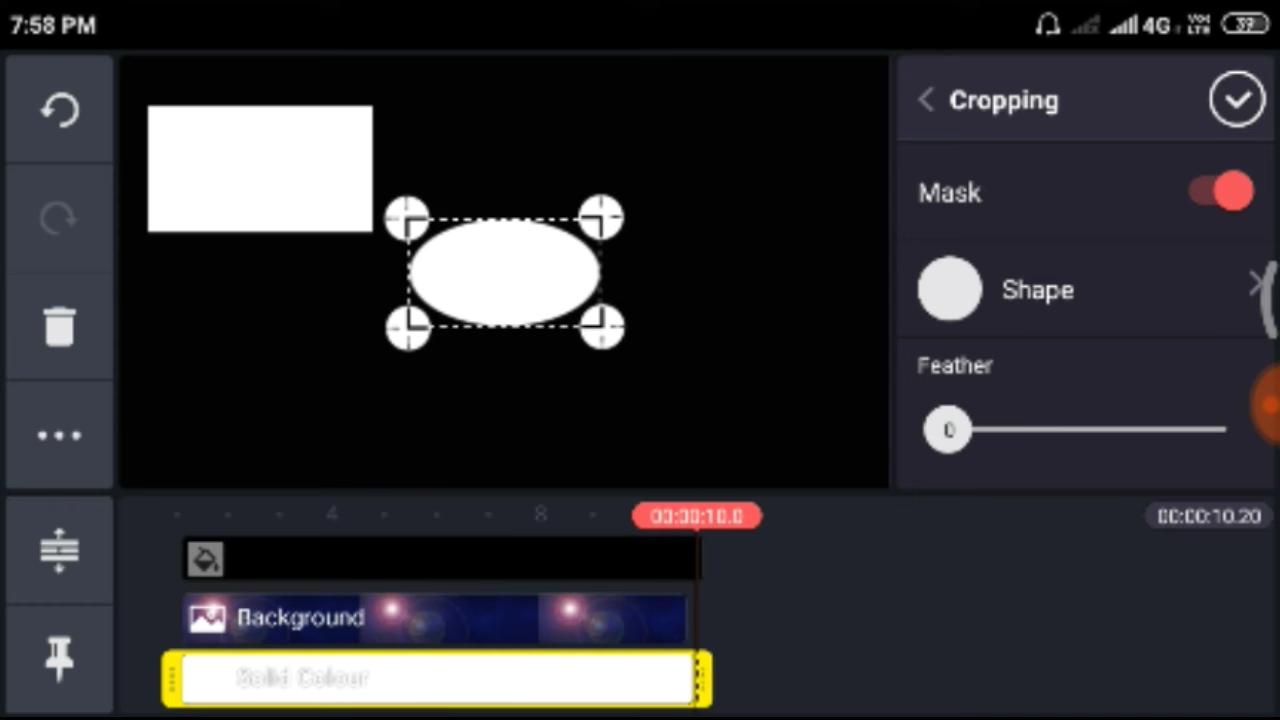 7:58 PM
4G
39
Cropping
Mask
Shape
Feather
0
4
8
00:00:10.0
00:00:10.20
Background
Solid Colour